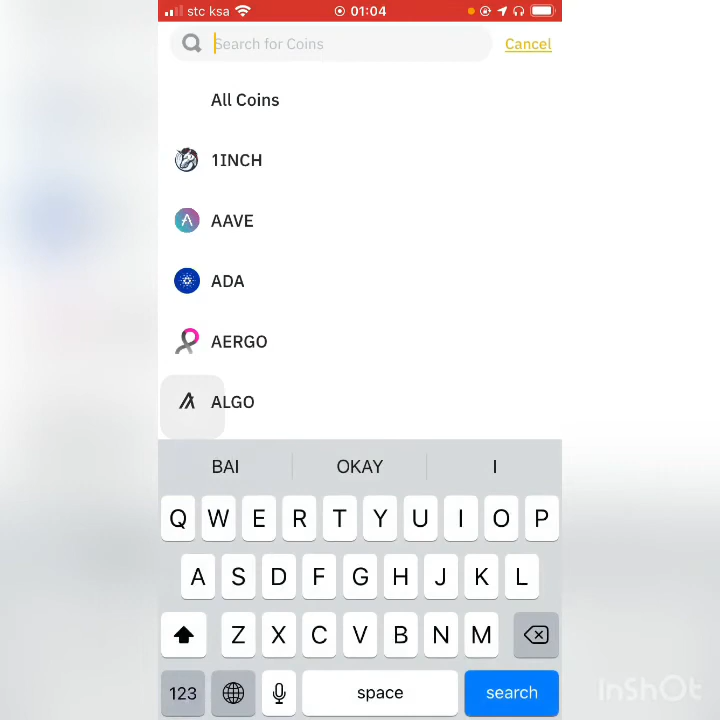 stc ksa 01:04
Search for Coins Cancel
All Coins
1INCH
AAVE
ADA
AERGO
ALGO
BAI OKAY I
Q W E R T Y U I O P
A S D F G H J K L
Z X C V B N M
123 space search
InShOt